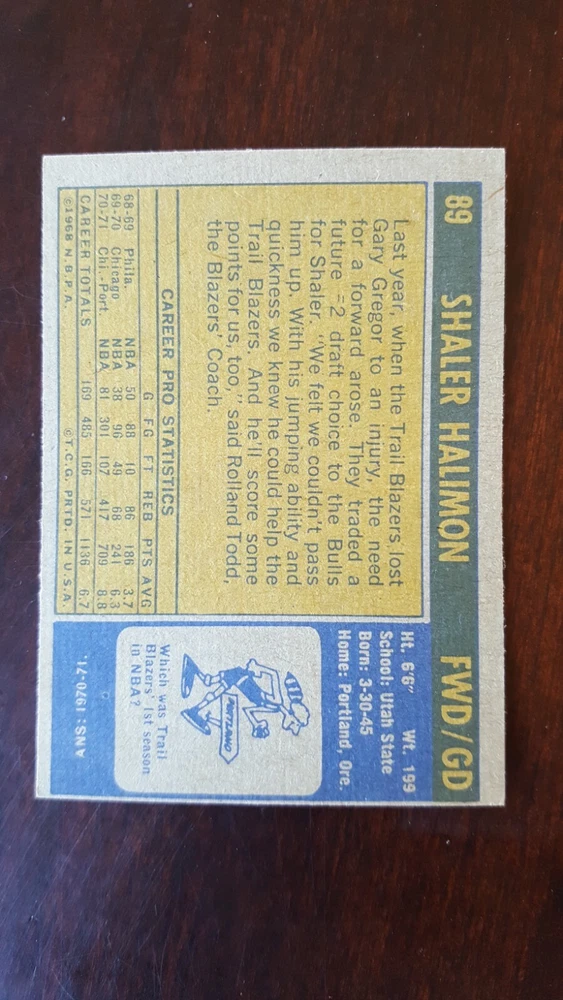 89 SHALER HALIMON FWD/GD
Last year, when the Trail Blazers lost
Gary Gregor to an injury, the need
for a forward arose. They traded a
future =2 draft choice to the Bulls
for Shaler. "We felt we couldn't pass
him up. With his jumping ability and
quickness we knew he could help the
Trail Blazers. And he'll score some
points for us, too," said Rolland Todd,
the Blazers' Coach.
CAREER PRO STATISTICS
G FG FT REB PTS AVG
68-69 Phila. NBA 50 88 10 86 186 3.7
69-70 Chicago NBA 38 96 49 68 241 6.3
70-71 Chi.-Port. NBA 81 301 107 417 709 8.8
CAREER TOTALS 169 485 166 571 1136 6.7
©1968 N.B.P.A. ©T.C.G. PRTD. IN U.S.A.
Ht. 6'6" Wt. 199
School: Utah State
Born: 3-30-45
Home: Portland, Ore.
PORTLAND
Which was Trail
Blazers' 1st season
in NBA?
ANS: 1970-71.